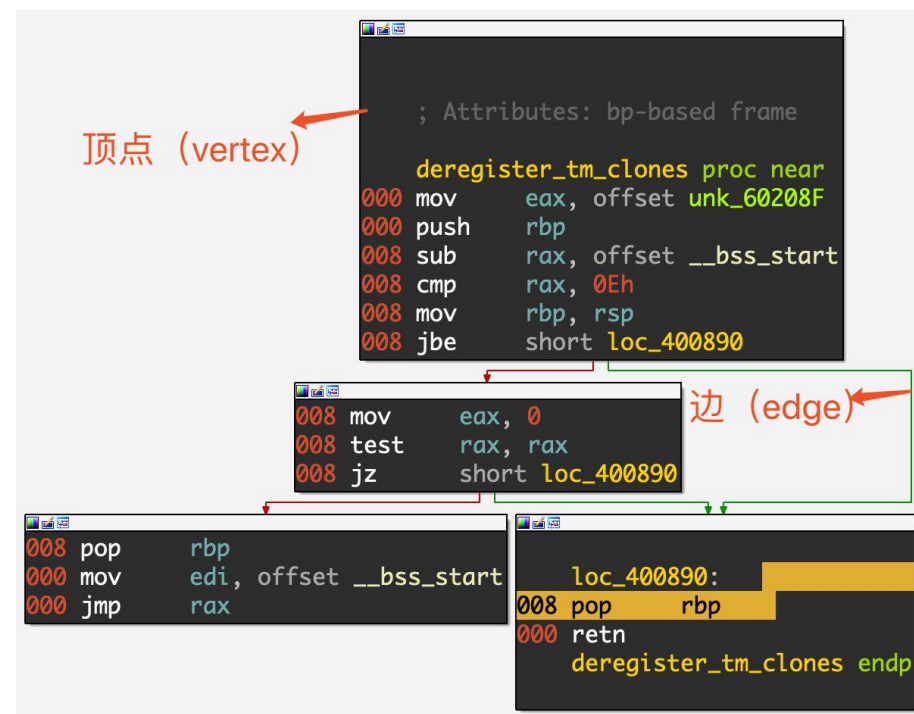 ; Attributes: bp-based frame
顶点（vertex）
deregister_tm_clones proc near
000 mov eax, offset unk_60208F
000 push rbp
008 sub rax, offset __bss_start
008 cmp rax, 0Eh
008 mov rbp, rsp
008 jbe short loc_400890
边（edge）
008 mov eax, 0
008 test rax, rax
008 jz short loc_400890
008 pop rbp
000 mov edi, offset __bss_start
000 jmp rax
loc_400890:
008 pop rbp
000 retn
deregister_tm_clones endp